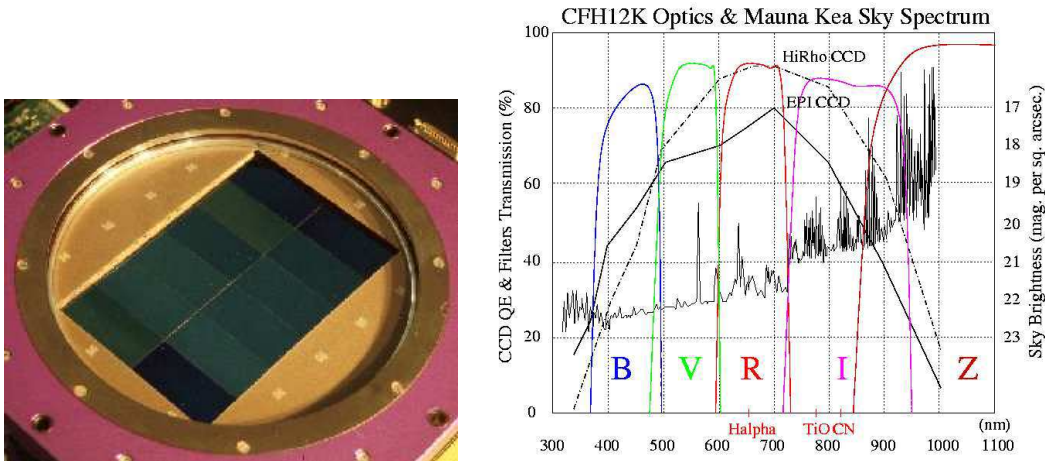 CFH12K Optics & Mauna Kea Sky Spectrum
CCD QE & Filters Transmission (%)
100
80
60
40
20
0
HiRho CCD
EPI CCD
17
18
19
20
21
22
23
Sky Brightness (mag. per sq. arcsec.)
B V R I Z
Halpha TiO CN (nm)
300 400 500 600 700 800 900 1000 1100